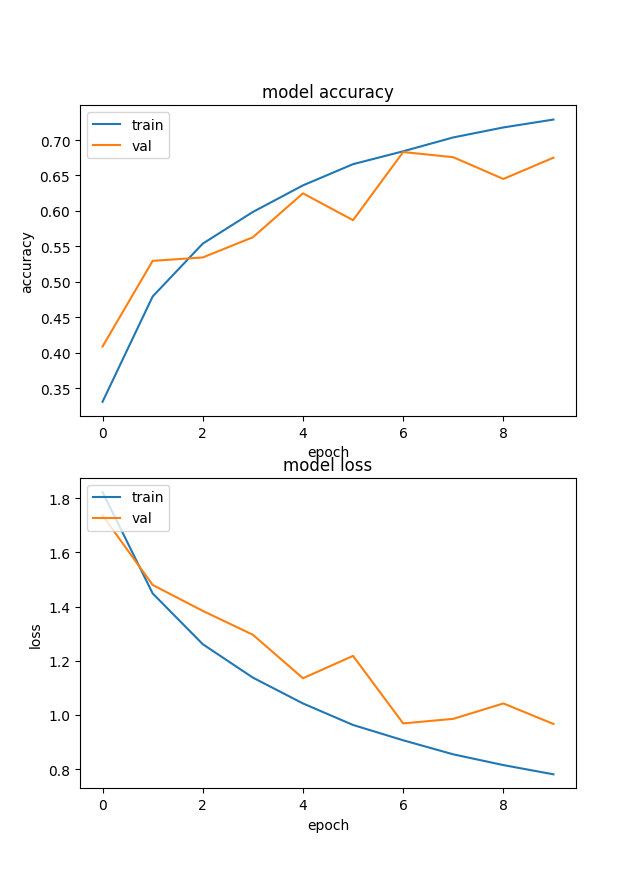 model accuracy
train
val
0.70
0.65
0.60
0.55
0.50
0.45
0.40
0.35
accuracy
0 2 4 6 8
epoch
model loss
train
val
1.8
1.6
1.4
1.2
1.0
0.8
loss
0 2 4 6 8
epoch